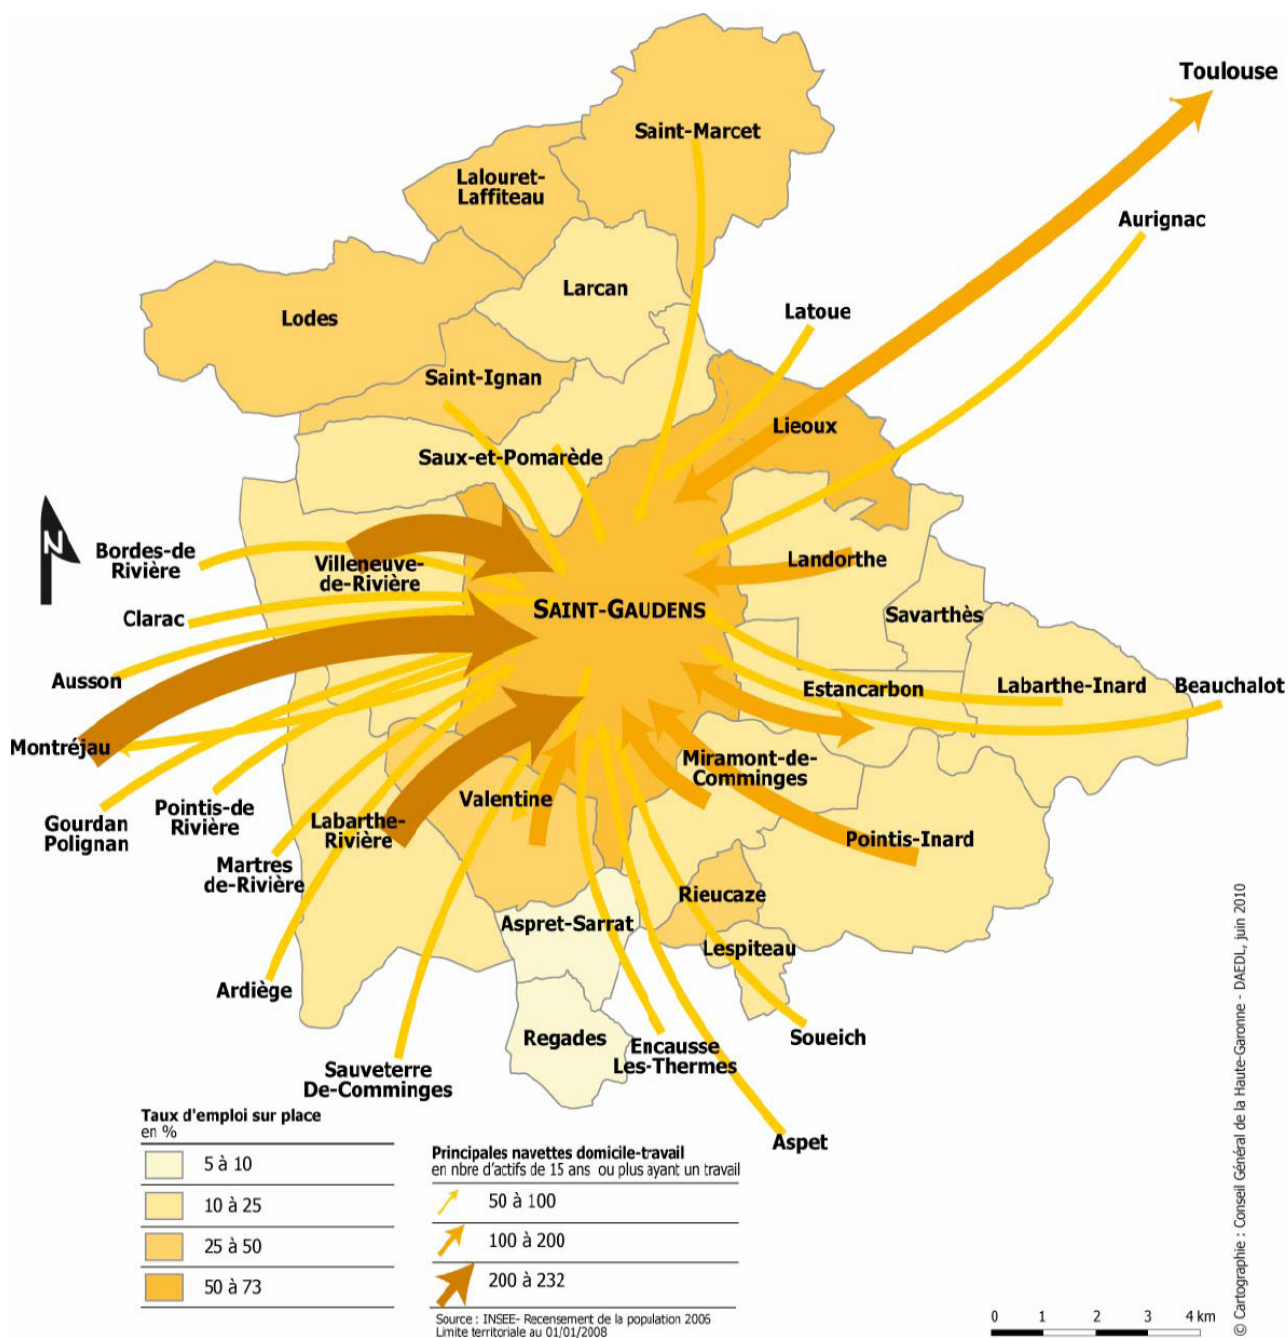 Toulouse
Saint-Marcet
Lalouret-
Laffiteau
Aurignac
Larcan
Latoue
Lodes
Saint-Ignan
Lieoux
Saux-et-Pomarède
N
Bordes-de
Rivière
Villeneuve-
de-Rivière
Landorthe
SAINT-GAUDENS
Savarthès
Clarac
Ausson
Estancarbon
Labarthe-Inard
Beauchalot
Montréjau
Miramont-de-
Comminges
Gourdan
Polignan
Pointis-de
Rivière
Labarthe-
Rivière
Valentine
Pointis-Inard
Martres
de-Rivière
Rieucaze
Aspret-Sarrat
Lespiteau
Ardiège
Regades
Encausse
Les-Thermes
Soueich
Sauveterre
De-Comminges
Aspet
Taux d'emploi sur place
en %
5 à 10
10 à 25
25 à 50
50 à 73
Principales navettes domicile-travail
en nbre d'actifs de 15 ans ou plus ayant un travail
50 à 100
100 à 200
200 à 232
Source : INSEE- Recensement de la population 2006
Limite territoriale au 01/01/2008
0 1 2 3 4 km
© Cartographie : Conseil Général de la Haute-Garonne - DAEDL, juin 2010